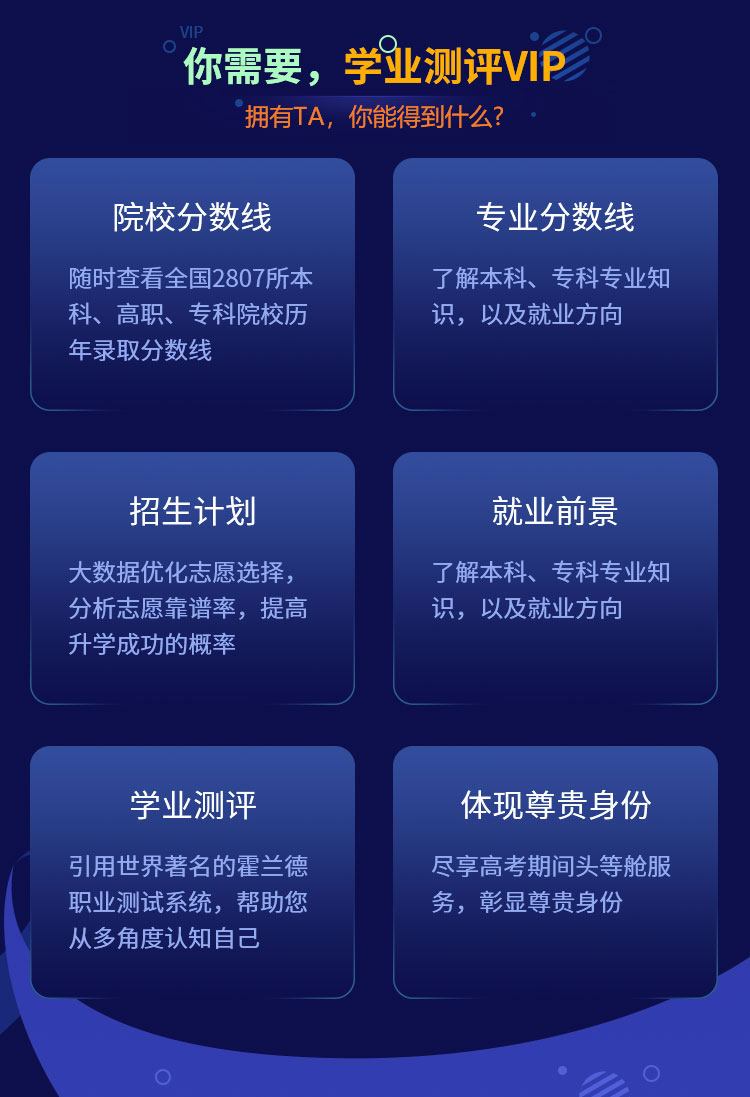 VIP
你需要，学业测评VIP
拥有TA，你能得到什么?
院校分数线
随时查看全国2807所本
科、高职、专科院校历
年录取分数线
专业分数线
了解本科、专科专业知
识，以及就业方向
招生计划
大数据优化志愿选择，
分析志愿靠谱率，提高
升学成功的概率
就业前景
了解本科、专科专业知
识，以及就业方向
学业测评
引用世界著名的霍兰德
职业测试系统，帮助您
从多角度认知自己
体现尊贵身份
尽享高考期间头等舱服
务，彰显尊贵身份